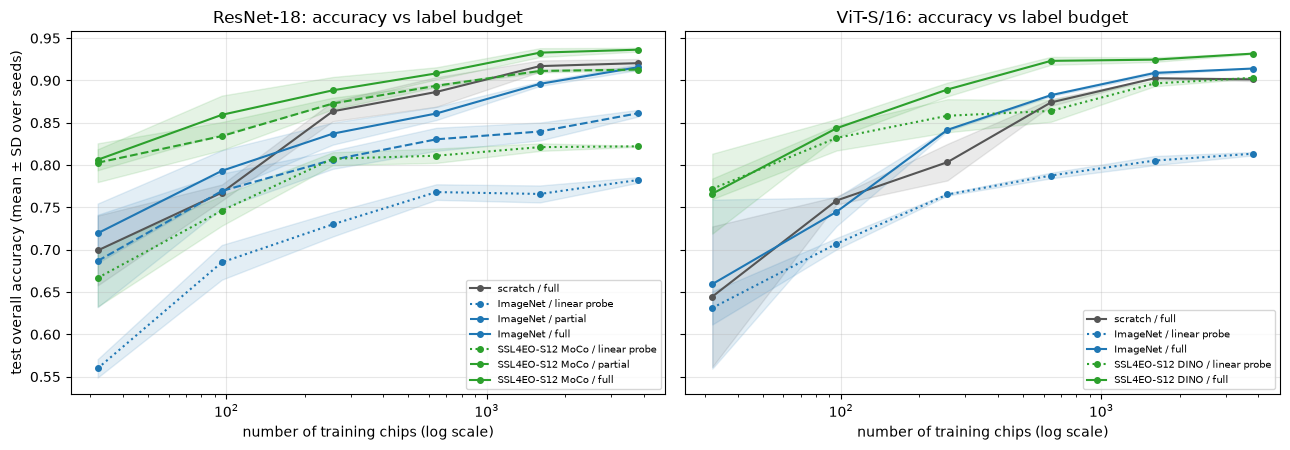 ResNet-18: accuracy vs label budget
test overall accuracy (mean ± SD over seeds)
0.95
0.90
0.85
0.80
0.75
0.70
0.65
0.60
0.55
10²
10³
number of training chips (log scale)
scratch / full
ImageNet / linear probe
ImageNet / partial
ImageNet / full
SSL4EO-S12 MoCo / linear probe
SSL4EO-S12 MoCo / partial
SSL4EO-S12 MoCo / full
ViT-S/16: accuracy vs label budget
10²
10³
number of training chips (log scale)
scratch / full
ImageNet / linear probe
ImageNet / full
SSL4EO-S12 DINO / linear probe
SSL4EO-S12 DINO / full